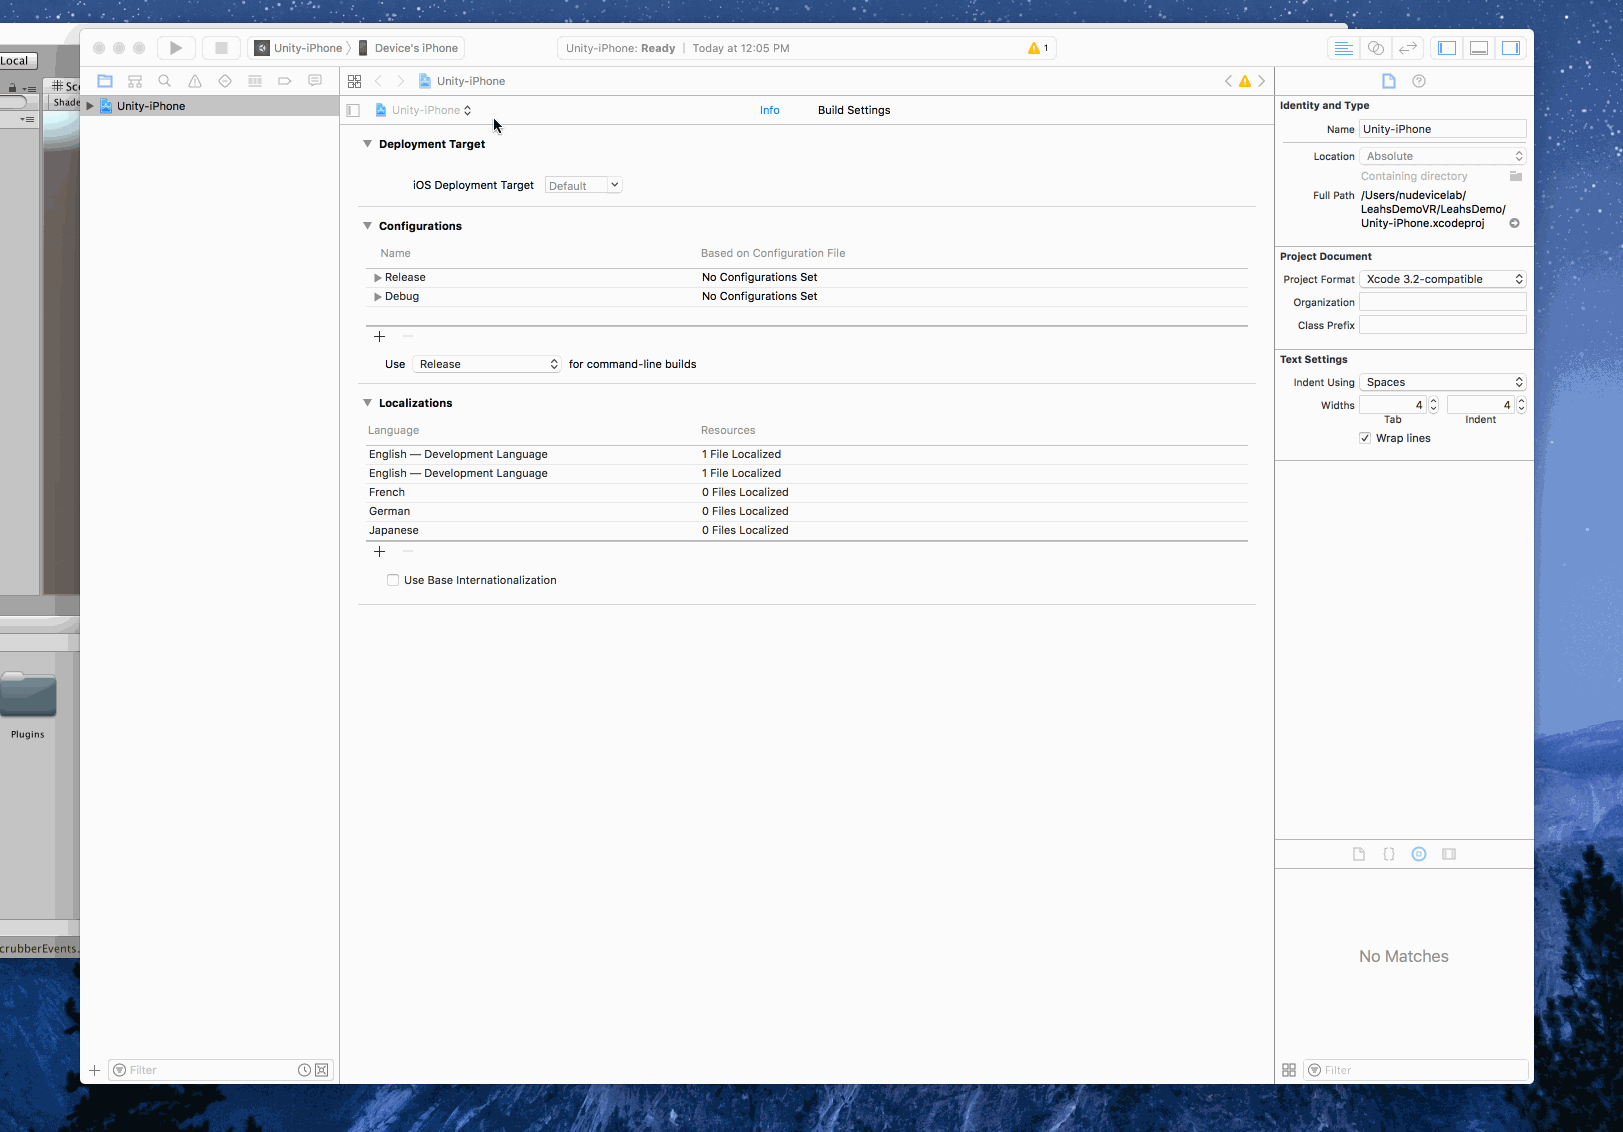 Local
Sce
Shade
Plugins
crubberEvents.
Unity-iPhone
Device's iPhone
Unity-iPhone: Ready | Today at 12:05 PM
1
Unity-iPhone
Unity-iPhone
Unity-iPhone
Info
Build Settings
Deployment Target
iOS Deployment Target Default
Configurations
Name Based on Configuration File
Release No Configurations Set
Debug No Configurations Set
Use Release for command-line builds
Localizations
Language Resources
English — Development Language 1 File Localized
English — Development Language 1 File Localized
French 0 Files Localized
German 0 Files Localized
Japanese 0 Files Localized
Use Base Internationalization
Filter
Identity and Type
Name Unity-iPhone
Location Absolute
Containing directory
Full Path /Users/nudevicelab/
LeahsDemoVR/LeahsDemo/
Unity-iPhone.xcodeproj
Project Document
Project Format Xcode 3.2-compatible
Organization
Class Prefix
Text Settings
Indent Using Spaces
Widths 4 4
Tab Indent
Wrap lines
No Matches
Filter